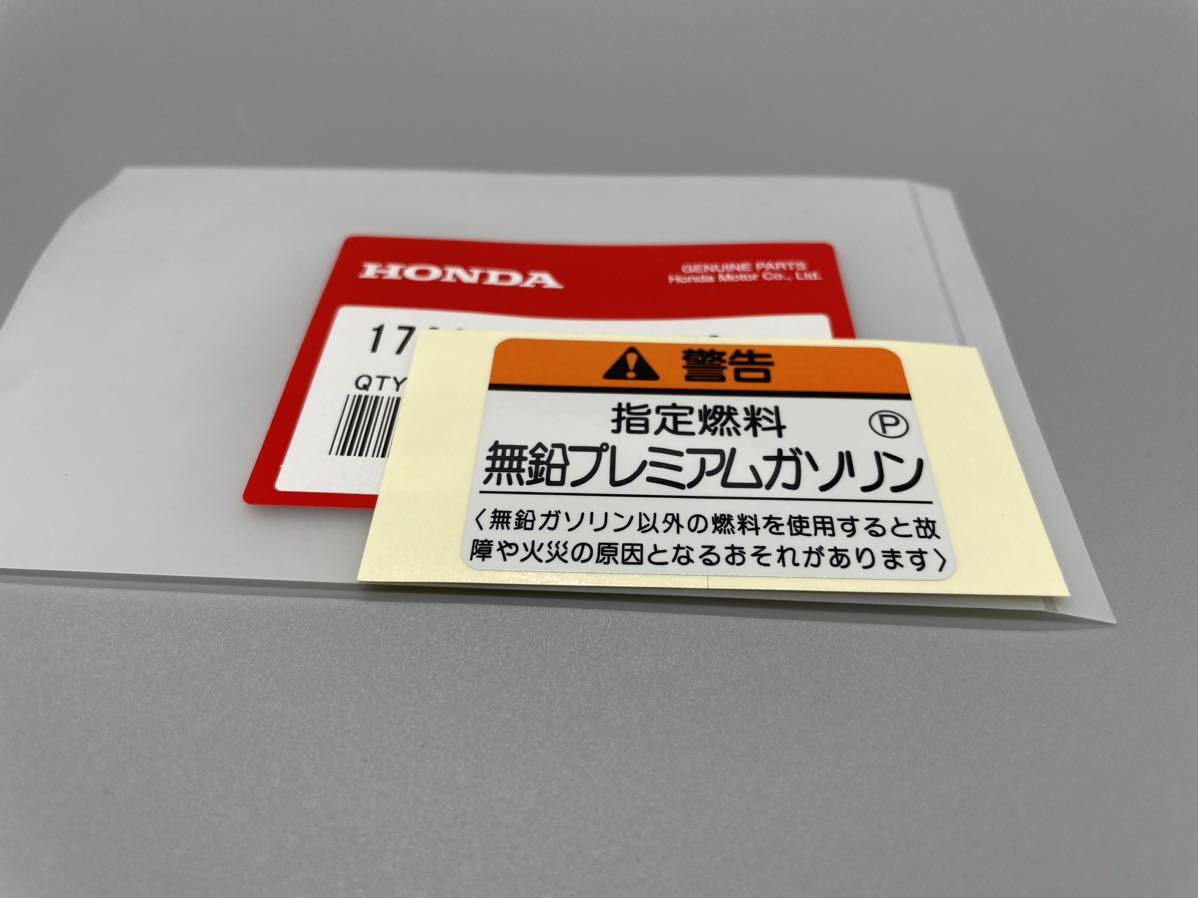 HONDA
GENUINE PARTS
Honda Motor Co., Ltd.
QTY
警告
指定燃料
Ⓟ
無鉛プレミアムガソリン
〈無鉛ガソリン以外の燃料を使用すると故
障や火災の原因となるおそれがあります〉